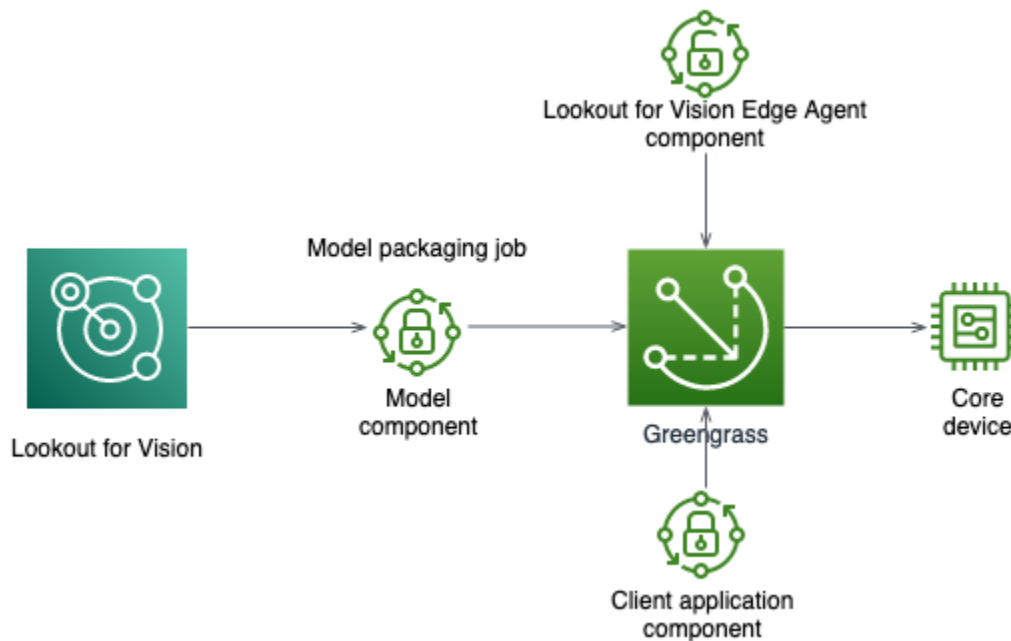 Lookout for Vision Edge Agent
component
Model packaging job
Model
component
Lookout for Vision
Greengrass
Core
device
Client application
component